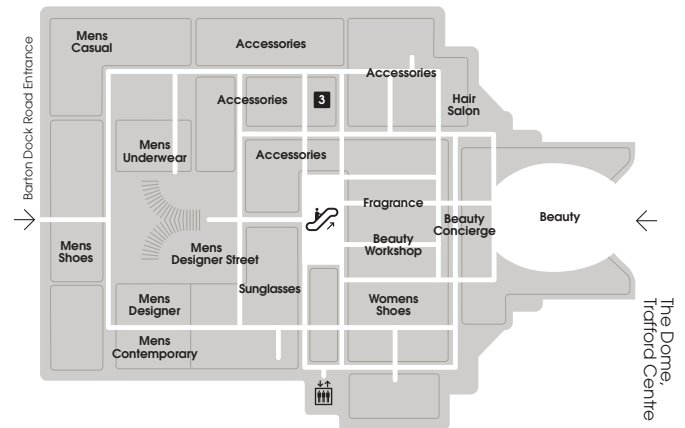 Mens
Casual
Accessories
Accessories
Accessories
3
Hair
Salon
Barton Dock Road Entrance
Mens
Underwear
Accessories
Fragrance
Beauty
Concierge
Beauty
Beauty
Workshop
Mens
Shoes
Mens
Designer Street
Sunglasses
Mens
Designer
Womens
Shoes
Mens
Contemporary
The Dome,
Trafford Centre